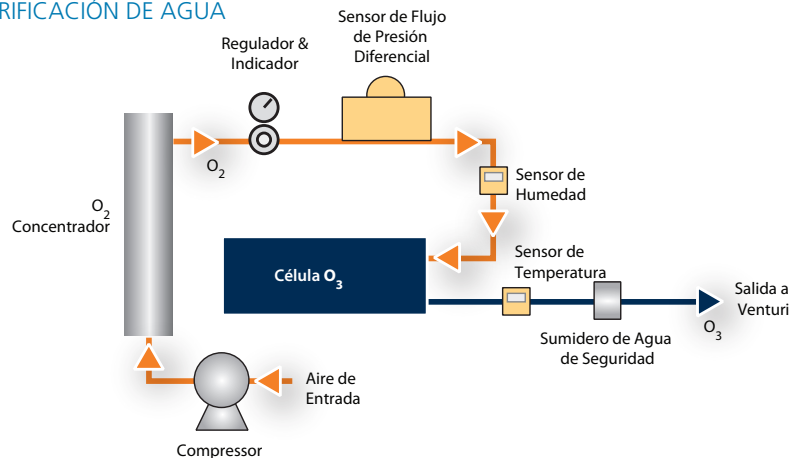 RIFICACIÓN DE AGUA
Sensor de Flujo
de Presión
Diferencial
Regulador &
Indicador
O2
Sensor de
Humedad
O2
Concentrador
Célula O3
Sensor de
Temperatura
Salida a
Venturi
O3
Sumidero de Agua
de Seguridad
Aire de
Entrada
Compressor